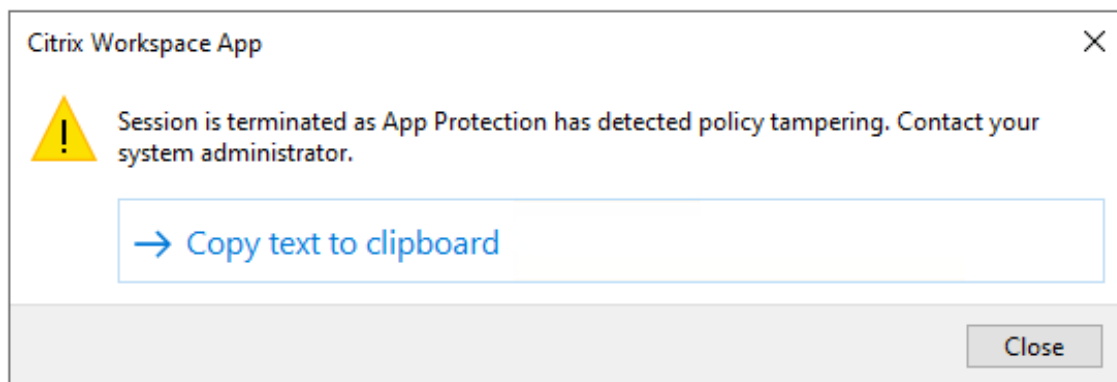 Citrix Workspace App
Session is terminated as App Protection has detected policy tampering. Contact your
system administrator.
Copy text to clipboard
Close